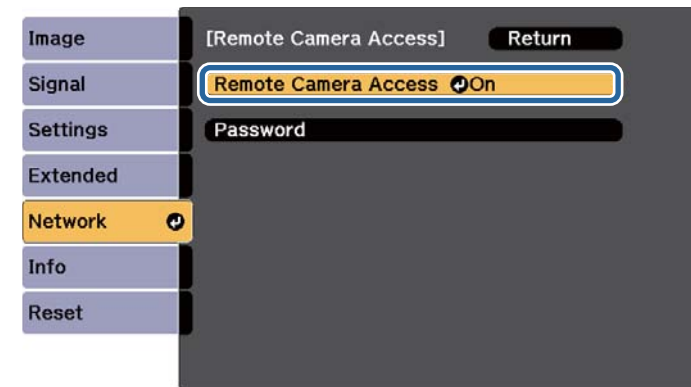 Image
Signal
Settings
Extended
Network
Info
Reset
[Remote Camera Access] Return
Remote Camera Access On
Password